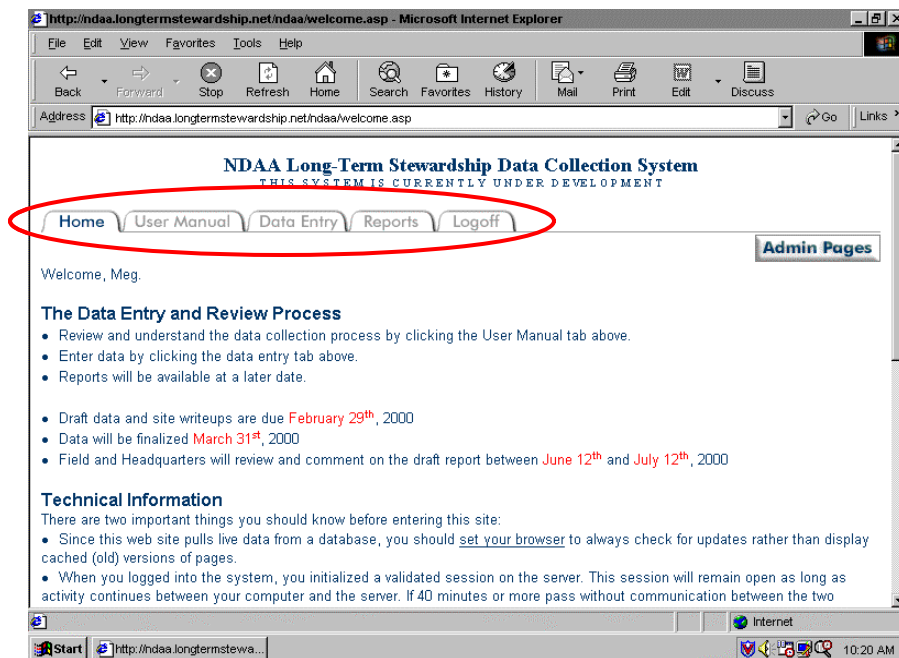 http://ndaa.longtermstewardship.net/ndaa/welcome.asp - Microsoft Internet Explorer
File Edit View Favorites Tools Help
Back Forward Stop Refresh Home Search Favorites History Mail Print Edit Discuss
Address http://ndaa.longtermstewardship.net/ndaa/welcome.asp Go Links
NDAA Long-Term Stewardship Data Collection System
THIS SYSTEM IS CURRENTLY UNDER DEVELOPMENT
Home User Manual Data Entry Reports Logoff
Admin Pages
Welcome, Meg.
The Data Entry and Review Process
• Review and understand the data collection process by clicking the User Manual tab above.
• Enter data by clicking the data entry tab above.
• Reports will be available at a later date.
• Draft data and site writeups are due February 29th, 2000
• Data will be finalized March 31st, 2000
• Field and Headquarters will review and comment on the draft report between June 12th and July 12th, 2000
Technical Information
There are two important things you should know before entering this site:
• Since this web site pulls live data from a database, you should set your browser to always check for updates rather than display
cached (old) versions of pages.
• When you logged into the system, you initialized a validated session on the server. This session will remain open as long as
activity continues between your computer and the server. If 40 minutes or more pass without communication between the two
Internet
Start http://ndaa.longtermstewa... 10:20 AM